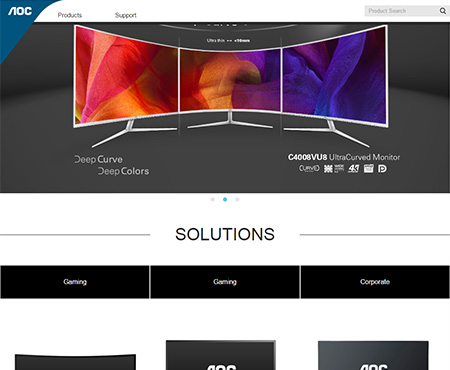 AOC
Products
Support
Product Search
Ultra thin
<10mm
Deep Curve
Deep Colors
C4008VU8 UltraCurved Monitor
4K
SOLUTIONS
Gaming
Gaming
Corporate
AOC
AOC